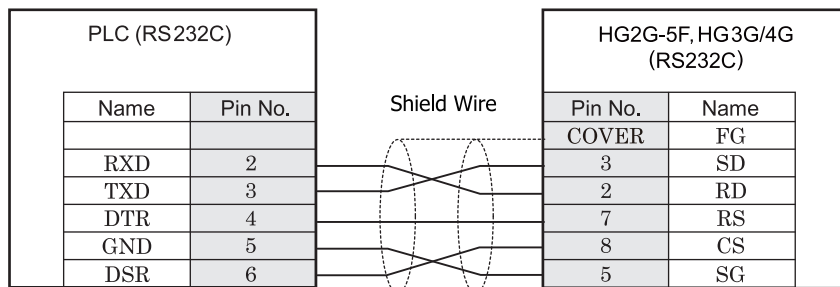 PLC (RS232C)
HG2G-5F, HG3G/4G
(RS232C)
Shield Wire
Name Pin No.
RXD 2
TXD 3
DTR 4
GND 5
DSR 6
Pin No. Name
COVER FG
3 SD
2 RD
7 RS
8 CS
5 SG